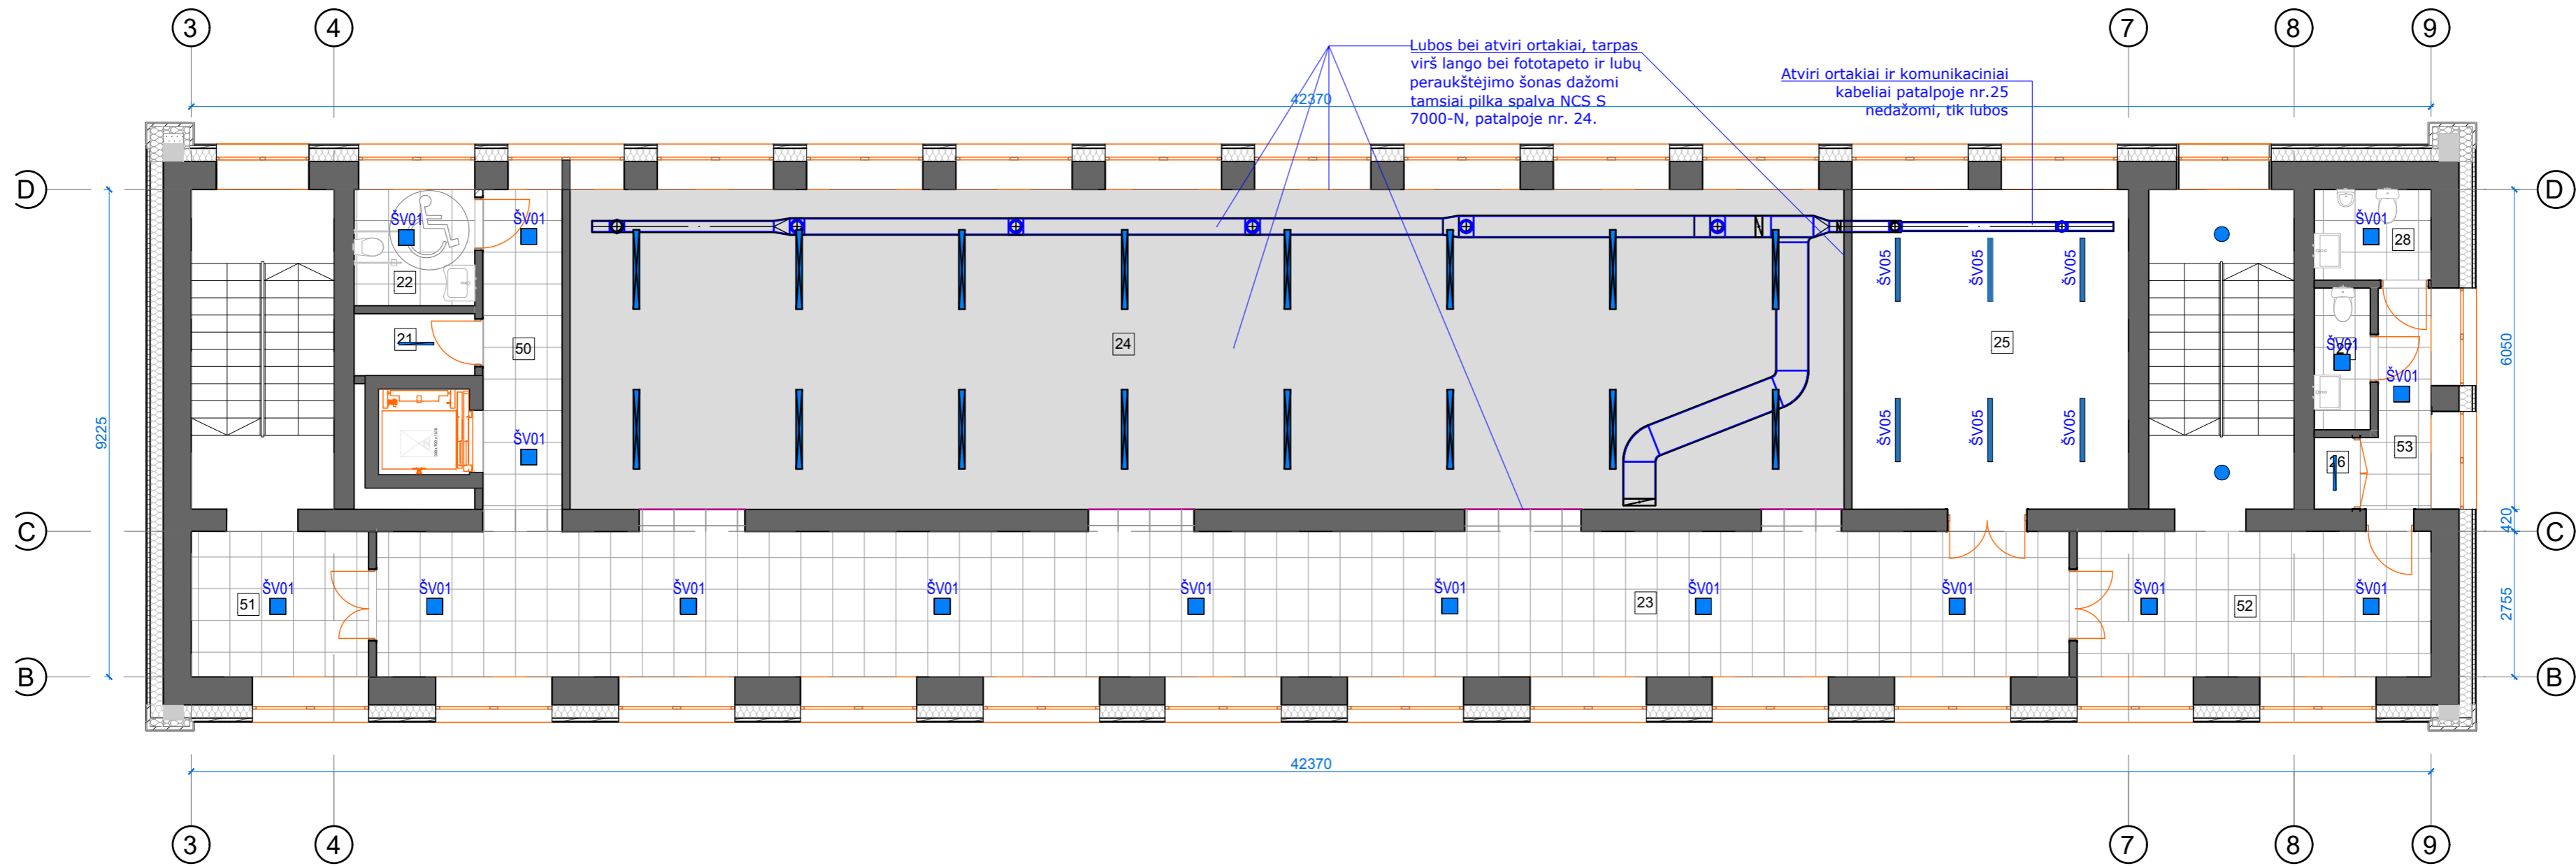 3
4
7
8
9
Lubos bei atviri ortakiai, tarpas
virš lango bei fototapeto ir lubų
peraukštėjimo šonas dažomi
tamsiai pilka spalva NCS S
7000-N, patalpoje nr. 24.
Atviri ortakiai ir komunikaciniai
kabeliai patalpoje nr.25
nedažomi, tik lubos
42370
D
D
ŠV01
ŠV01
ŠV01
28
22
ŠV05
ŠV05
ŠV05
21
50
24
25
27
ŠV01
6050
ŠV01
9225
ŠV01
ŠV05
ŠV05
ŠV05
53
26
C
420
C
51
ŠV01
ŠV01
ŠV01
ŠV01
ŠV01
ŠV01
23
ŠV01
ŠV01
ŠV01
52
ŠV01
2755
B
B
42370
3
4
7
8
9